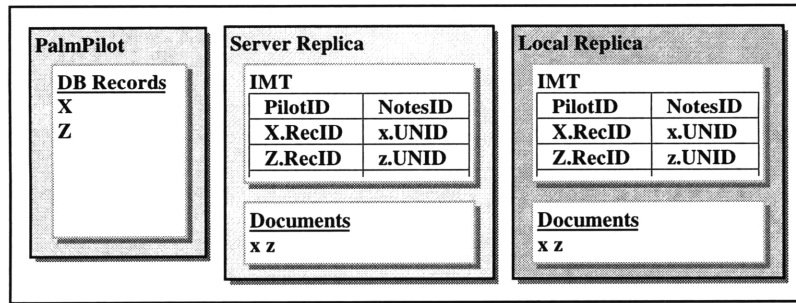 PalmPilot
DB Records
X
Z
Server Replica
IMT
PilotID NotesID
X.RecID x.UNID
Z.RecID z.UNID
Documents
x z
Local Replica
IMT
PilotID NotesID
X.RecID x.UNID
Z.RecID z.UNID
Documents
x z